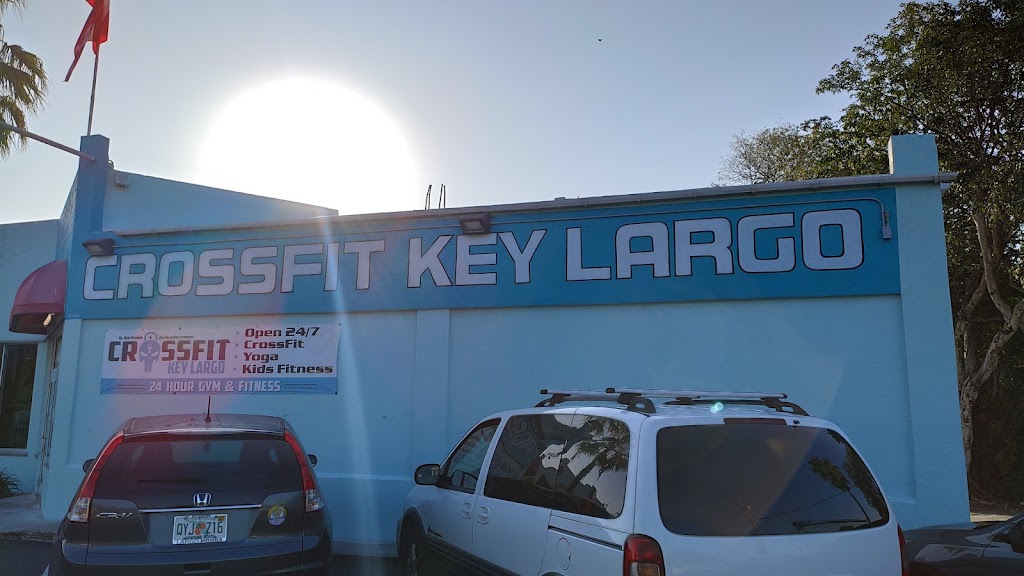 CROSSFIT KEY LARGO
CROSSFIT
KEY LARGO
• Open 24/7
• CrossFit
• Yoga
• Kids Fitness
24 HOUR GYM & FITNESS
CR-V